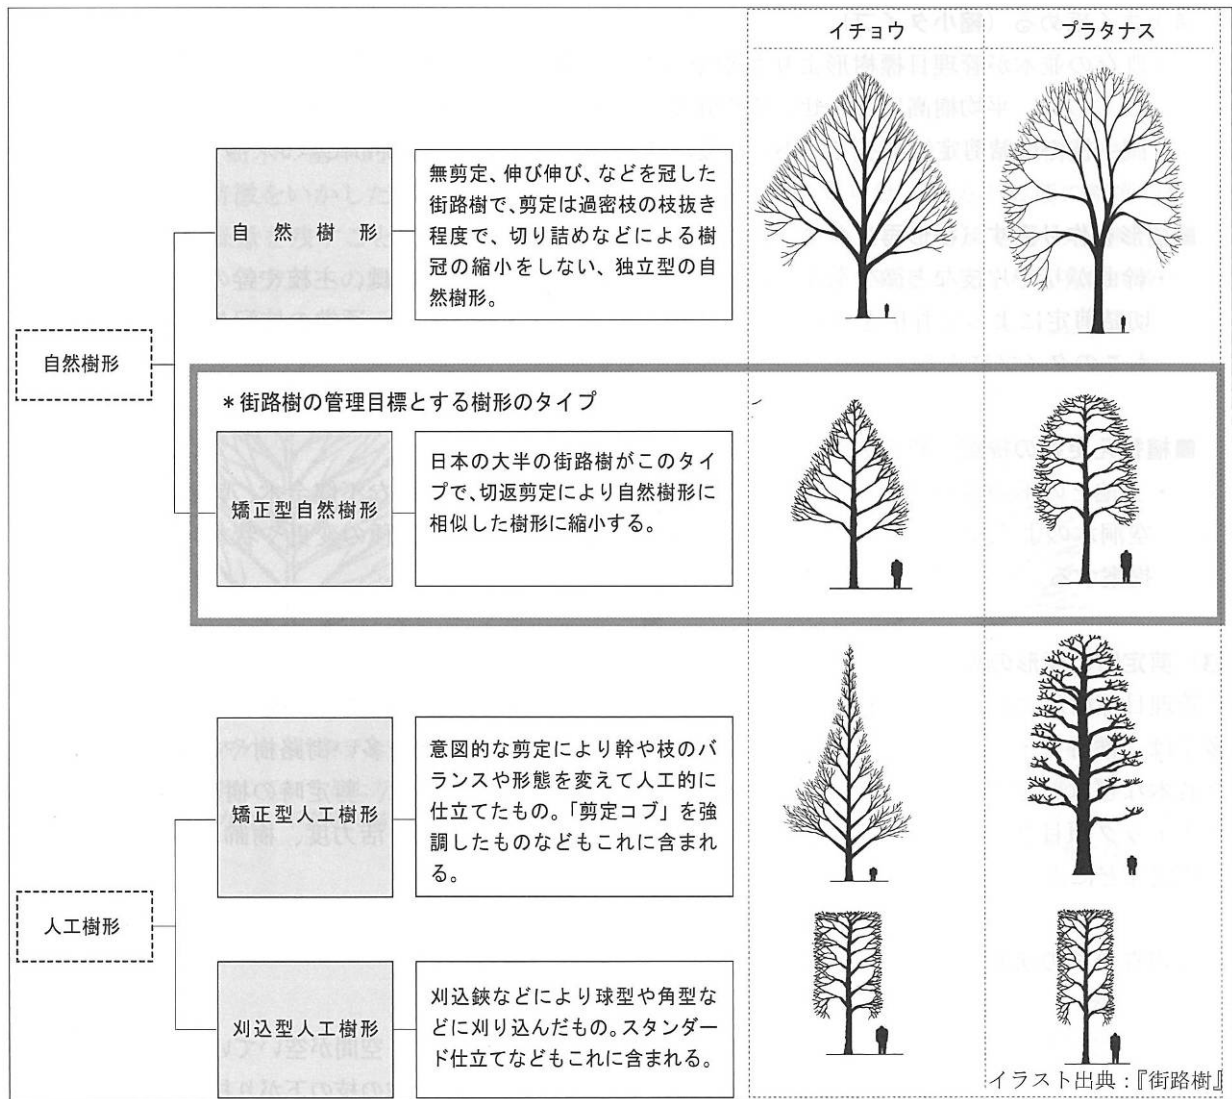 イチョウ
プラタナス
自然樹形
自然樹形
無剪定、伸び伸び、などを冠した
街路樹で、剪定は過密枝の枝抜き
程度で、切り詰めなどによる樹
冠の縮小をしない、独立型の自
然樹形。
＊街路樹の管理目標とする樹形のタイプ
矯正型自然樹形
日本の大半の街路樹がこのタイ
プで、切返剪定により自然樹形に
相似した樹形に縮小する。
人工樹形
矯正型人工樹形
意図的な剪定により幹や枝のバ
ランスや形態を変えて人工的に
仕立てたもの。「剪定コブ」を強
調したものなどもこれに含まれ
る。
刈込型人工樹形
刈込鋏などにより球型や角型な
どに刈り込んだもの。スタンダー
ド仕立てなどもこれに含まれる。
イラスト出典：『街路樹』